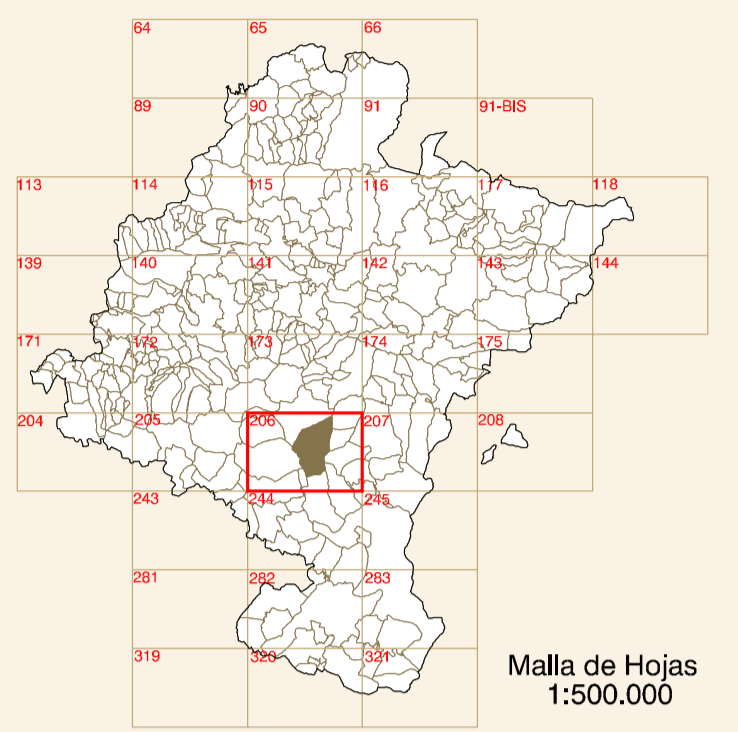 64 65 66
89 90 91 91-BIS
113 114 115 116 117 118
139 140 141 142 143 144
171 172 173 174 175
204 205 206 207 208
243 244 245
281 282 283
319 320 321
Malla de Hojas
1:500.000